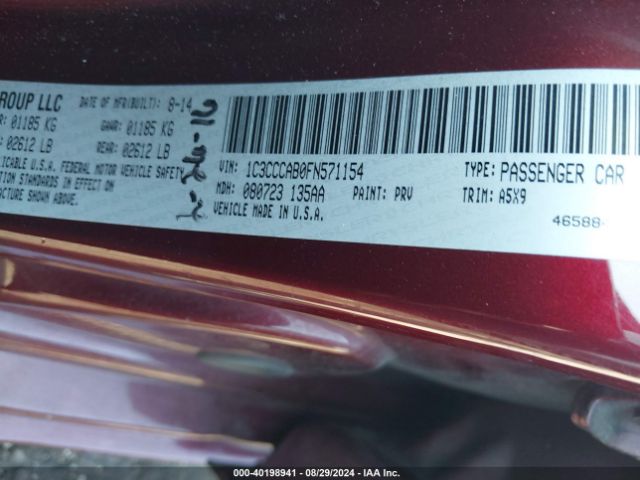 ROUP LLC
DATE OF MFR(BUILT): 8-14
R: 01185 KG
GAWR: 01185 KG
02612 LB
REAR: 02612 LB
ICABLE U.S.A. FEDERAL MOTOR VEHICLE SAFETY,
TION STANDARDS IN EFFECT ON
ACTURE SHOWN ABOVE.
VIN: 1C3CCCAB0FN571154
TYPE: PASSENGER CAR
MDH: 080723 135AA
PAINT: PRV
TRIM: A5X9
VEHICLE MADE IN U.S.A.
46588-
000-40198941 - 08/29/2024 - IAA Inc.